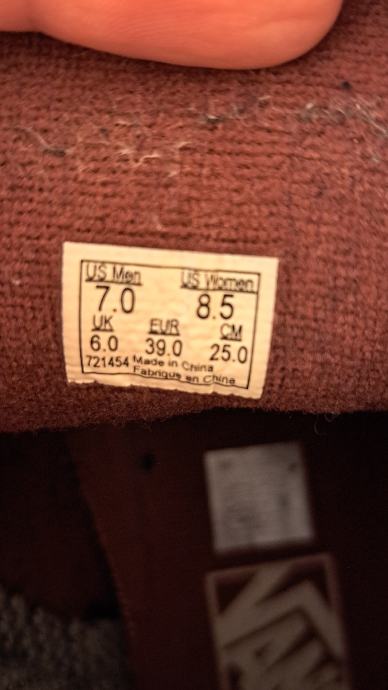 US Men US Women
7.0 8.5
UK EUR CM
6.0 39.0 25.0
721454 Made in China
Fabriqué en Chine
VANS